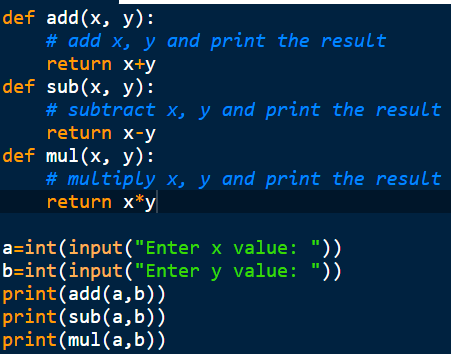 def add(x, y):
    # add x, y and print the result
    return x+y
def sub(x, y):
    # subtract x, y and print the result
    return x-y
def mul(x, y):
    # multiply x, y and print the result
    return x*y

a=int(input("Enter x value: "))
b=int(input("Enter y value: "))
print(add(a,b))
print(sub(a,b))
print(mul(a,b))